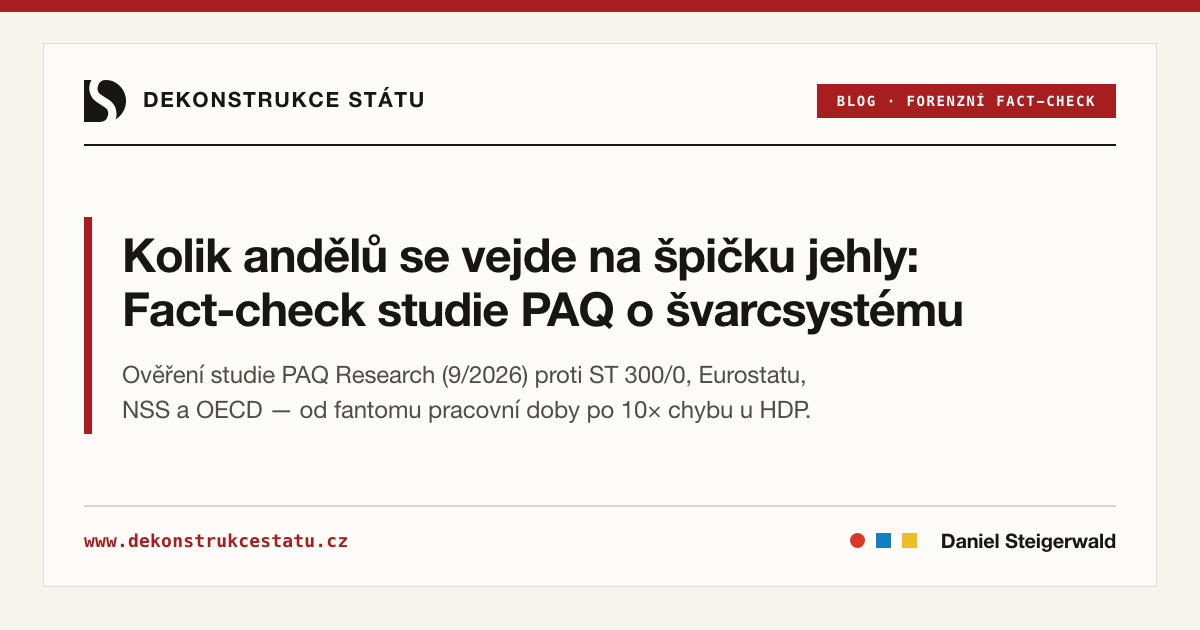 DEKONSTRUKCE STÁTU
BLOG · FORENZNÍ FACT–CHECK
Kolik andělů se vejde na špičku jehly:
Fact-check studie PAQ o švarcsystému
Ověření studie PAQ Research (9/2026) proti ST 300/0, Eurostatu,
NSS a OECD — od fantomu pracovní doby po 10× chybu u HDP.
www.dekonstrukcestatu.cz
Daniel Steigerwald